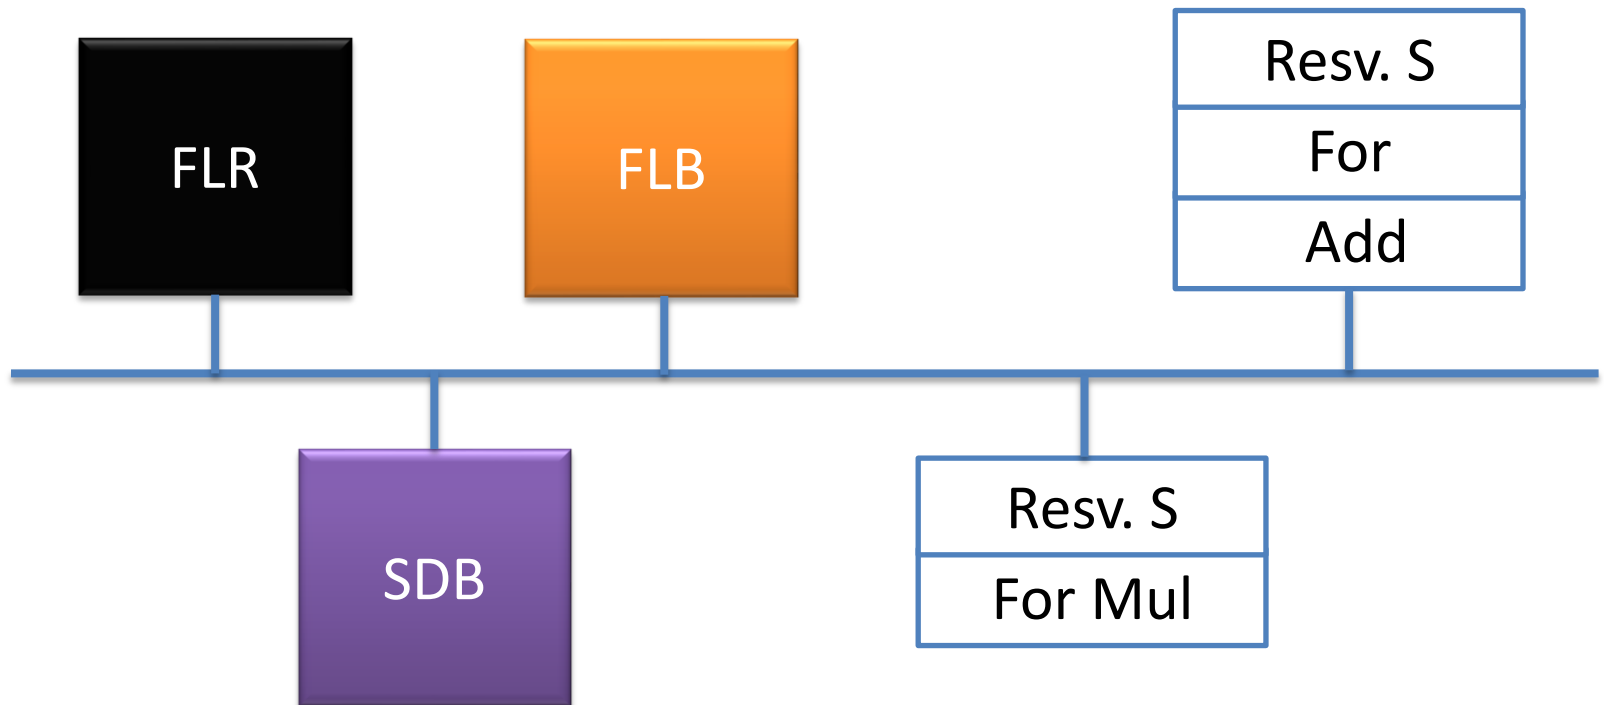 FLR
FLB
Resv. S
For
Add
SDB
Resv. S
For Mul